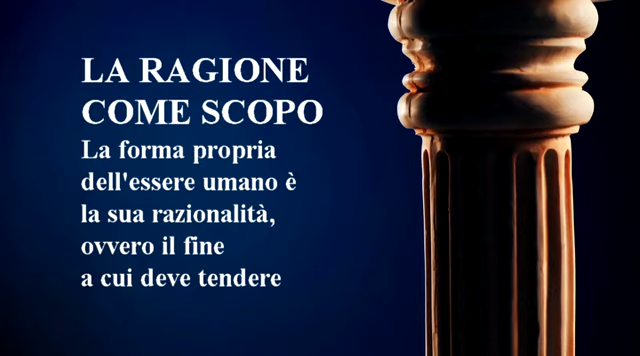 LA RAGIONE
COME SCOPO
La forma propria
dell'essere umano è
la sua razionalità,
ovvero il fine
a cui deve tendere